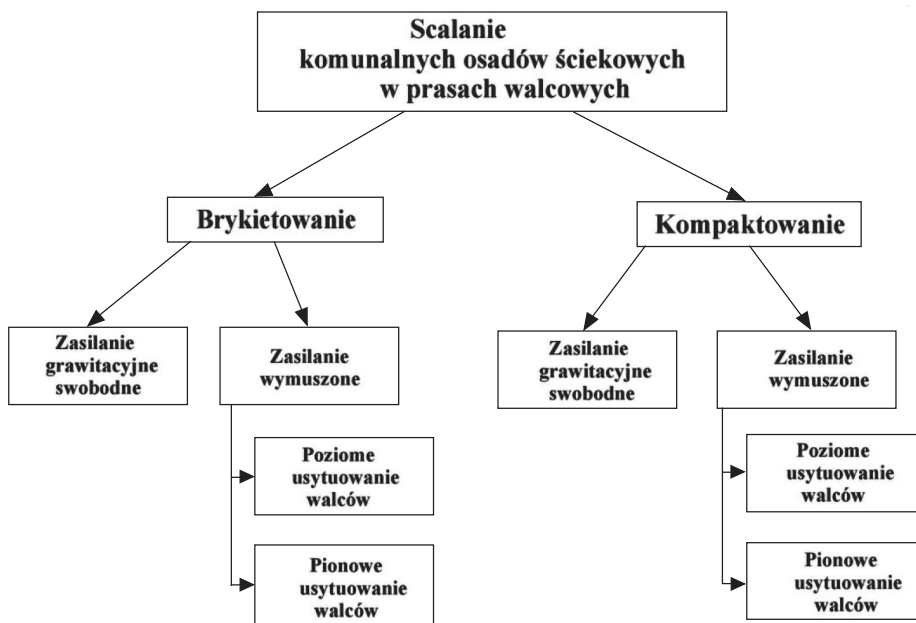 Scalanie
komunalnych osadów ściekowych
w prasach walcowych
Brykietowanie
Kompaktowanie
Zasilanie
grawitacyjne
swobodne
Zasilanie
wymuszone
Zasilanie
grawitacyjne
swobodne
Zasilanie
wymuszone
Poziome
usytuowanie
walców
Poziome
usytuowanie
walców
Pionowe
usytuowanie
walców
Pionowe
usytuowanie
walców